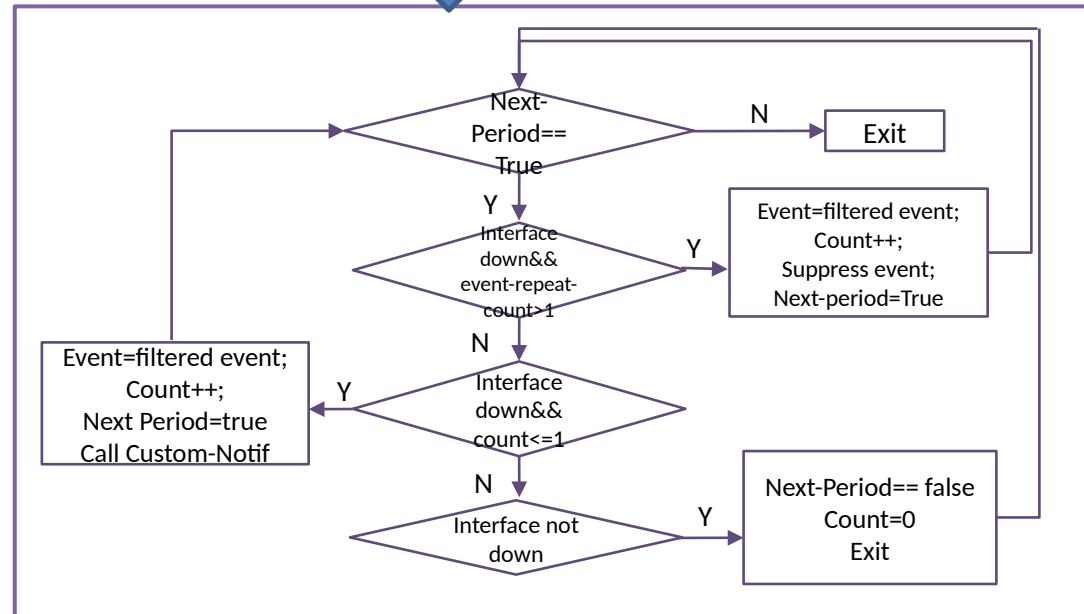 Next-
Period==
True
N
Exit
Y
Interface
down&&
event-repeat-
count>1
Y
Event=filtered event;
Count++;
Suppress event;
Next-period=True
N
Event=filtered event;
Count++;
Next Period=true
Call Custom-Notif
Y
Interface
down&&
count<=1
N
Interface not
down
Y
Next-Period== false
Count=0
Exit